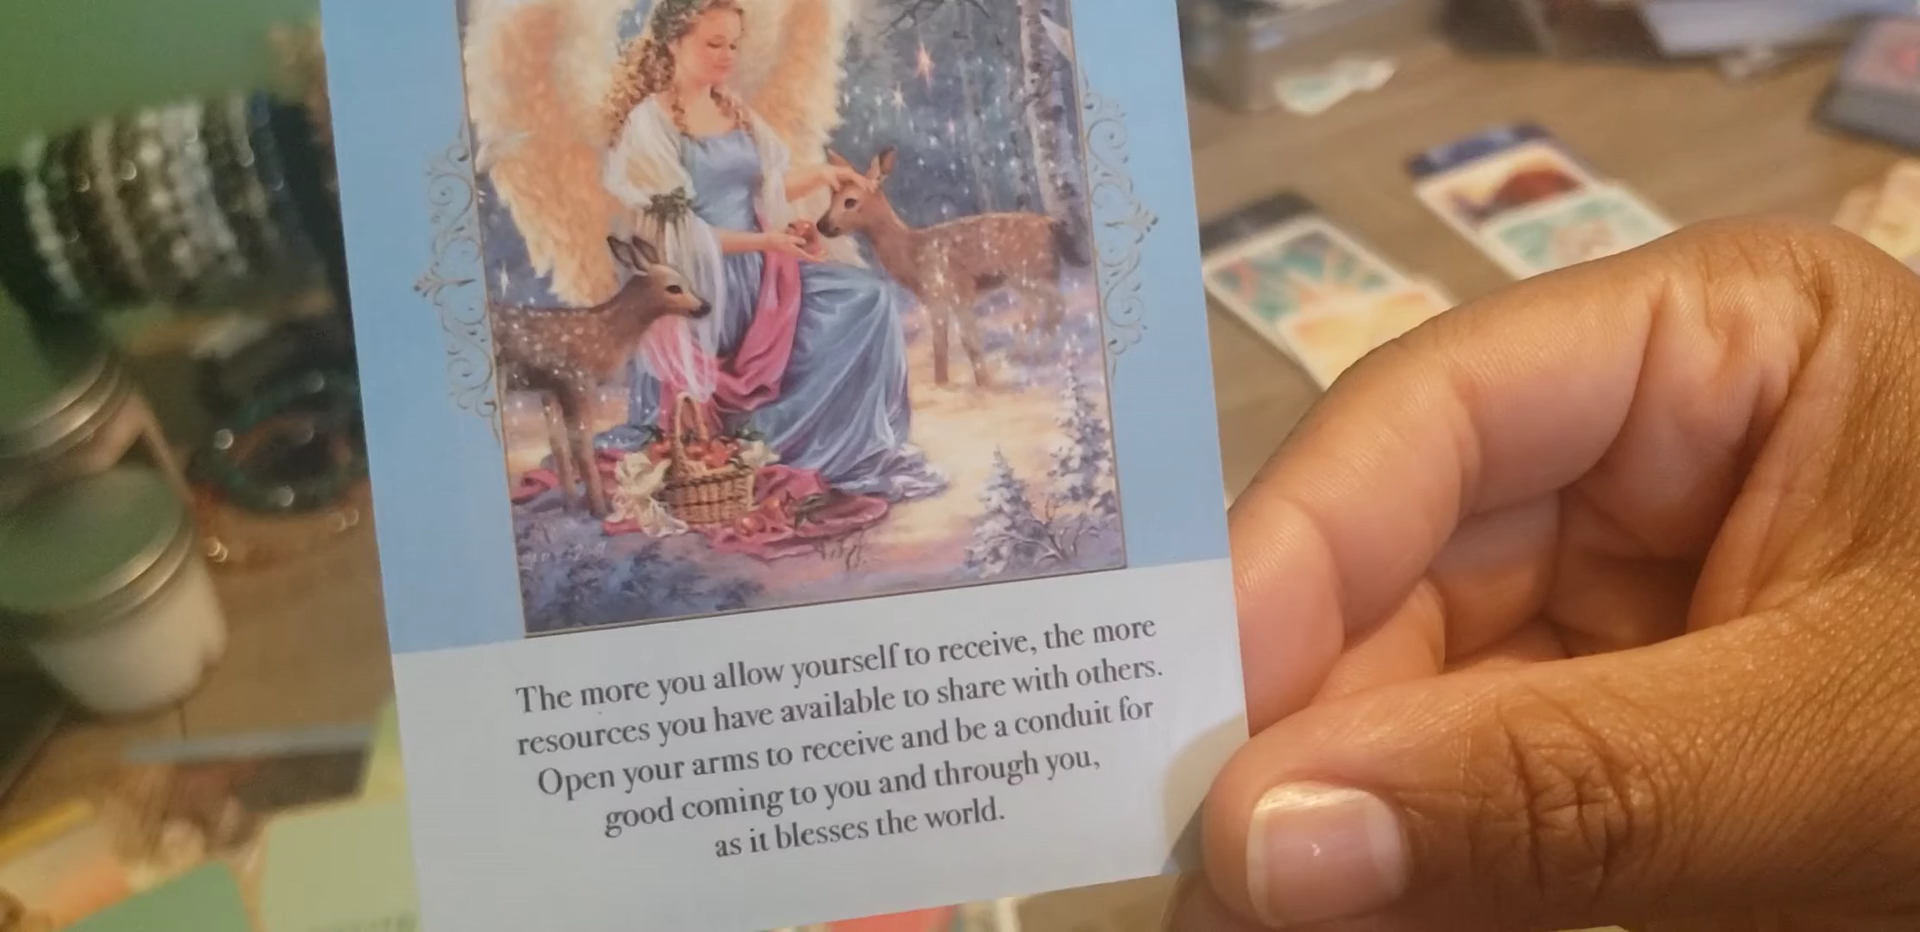 The more you allow yourself to receive, the more
resources you have available to share with others.
Open your arms to receive and be a conduit for
good coming to you and through you,
as it blesses the world.